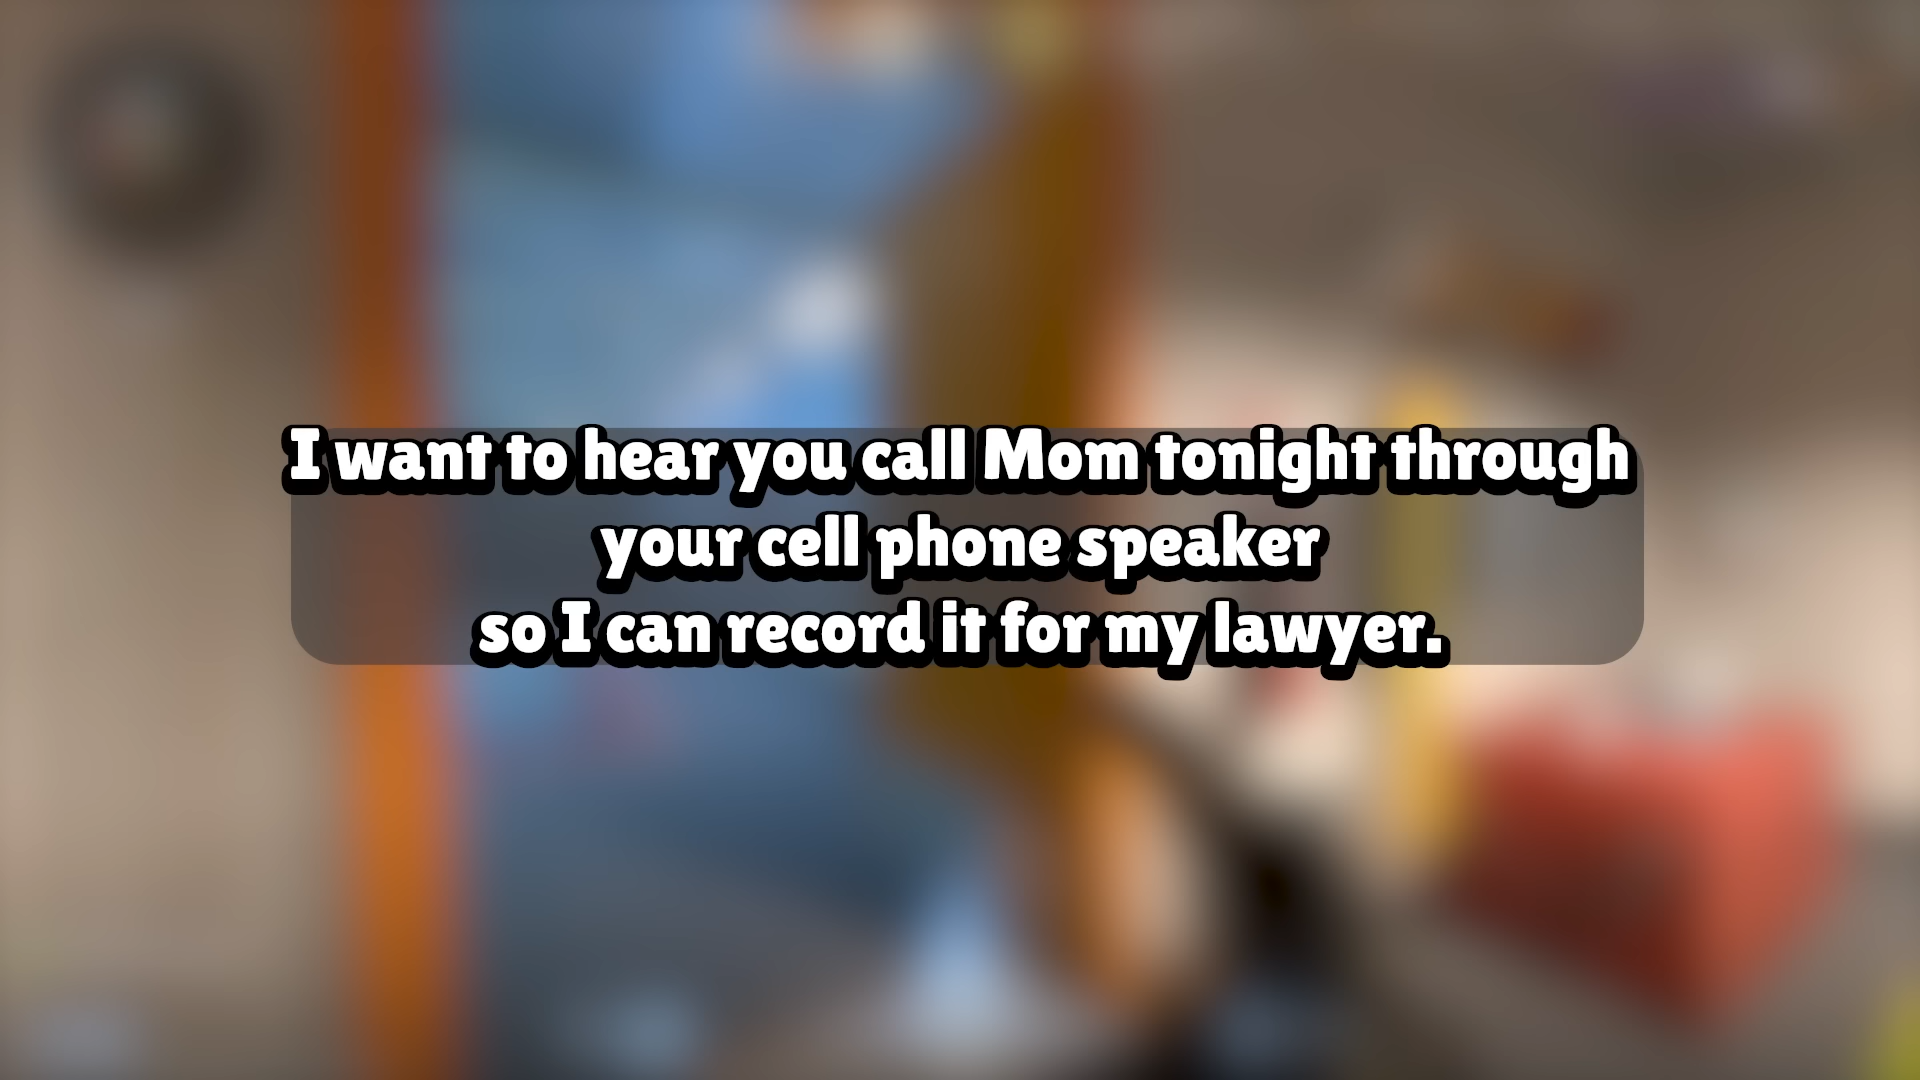 I want to hear you call Mom tonight through
your cell phone speaker
so I can record it for my lawyer.